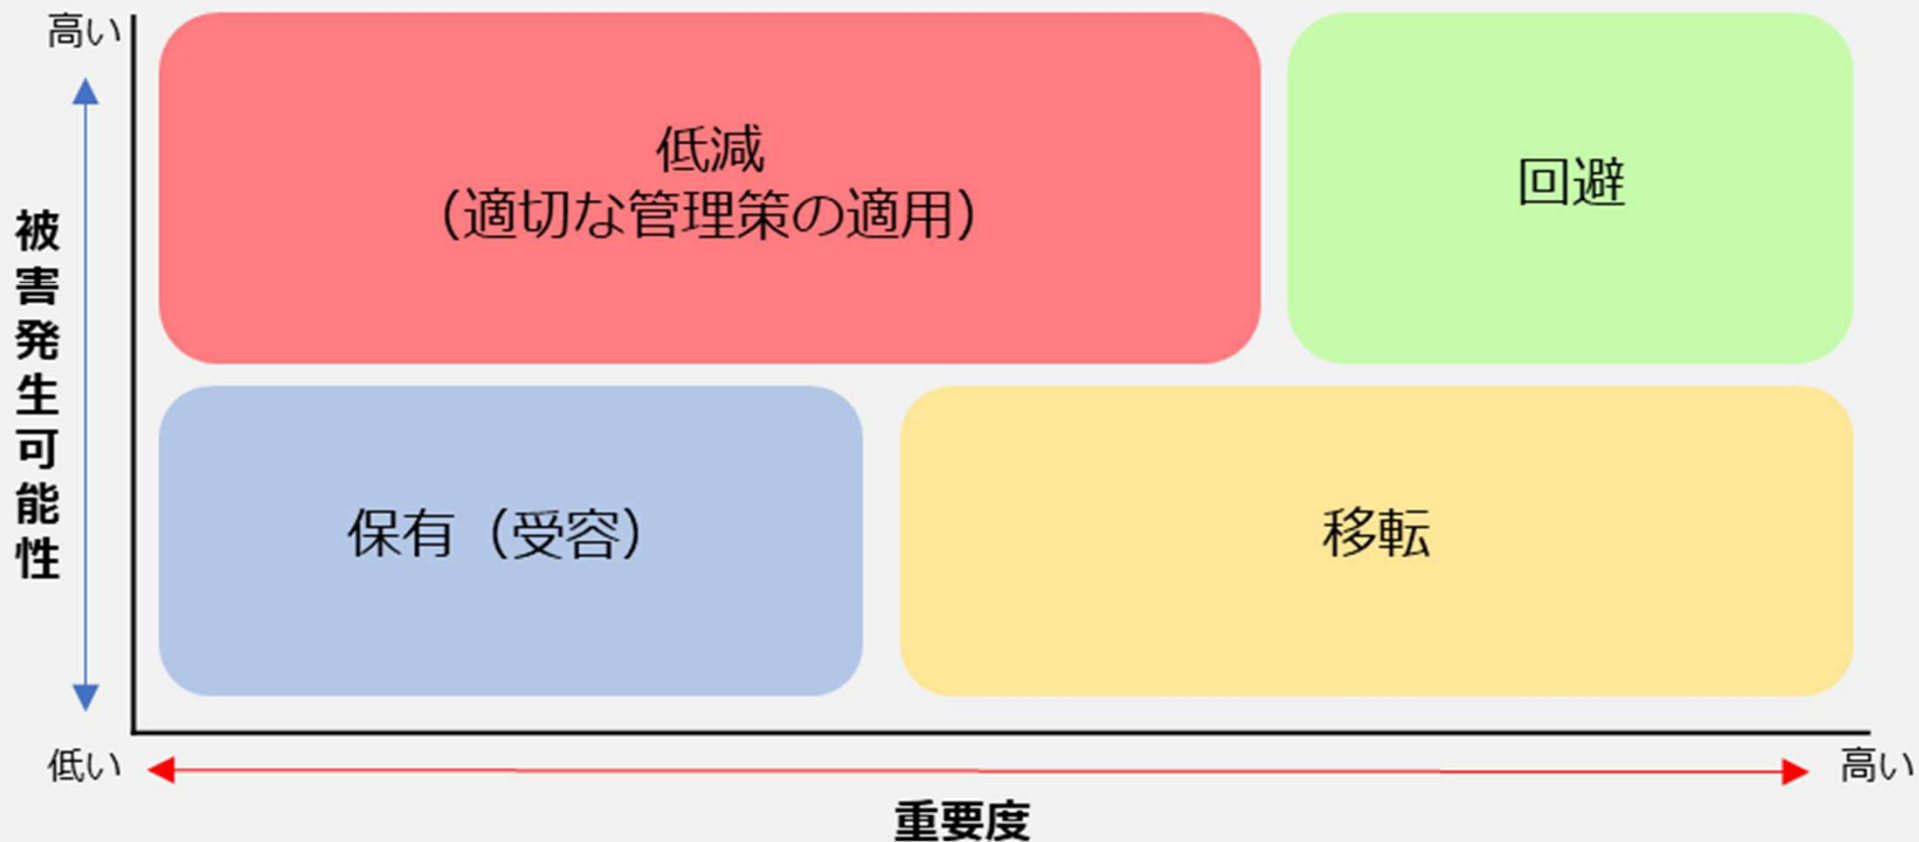 高い
低減
（適切な管理策の適用）
回避
被害発生可能性
保有（受容）
移転
低い
高い
重要度